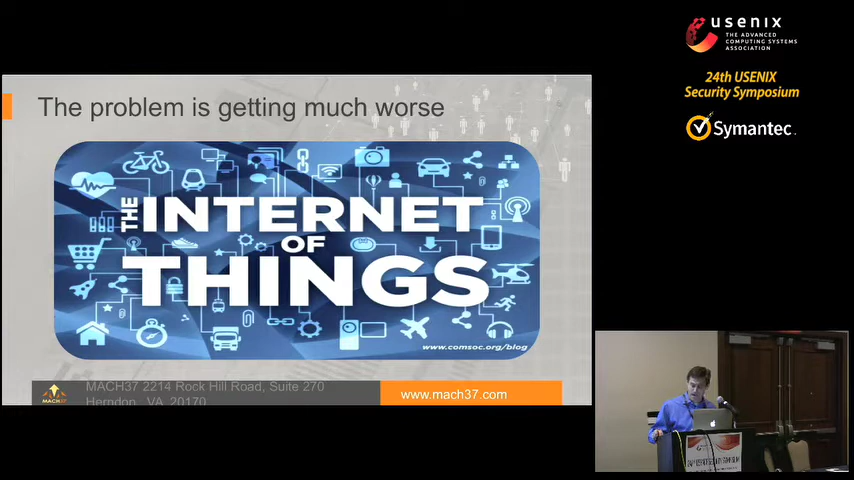 usenix
THE ADVANCED
COMPUTING SYSTEMS
ASSOCIATION
24th USENIX
Security Symposium
Symantec.
The problem is getting much worse
THE INTERNET
OF
THINGS
www.comsoc.org/blog
MACH37
MACH37 2214 Rock Hill Road, Suite 270
Herndon, VA 20170
www.mach37.com